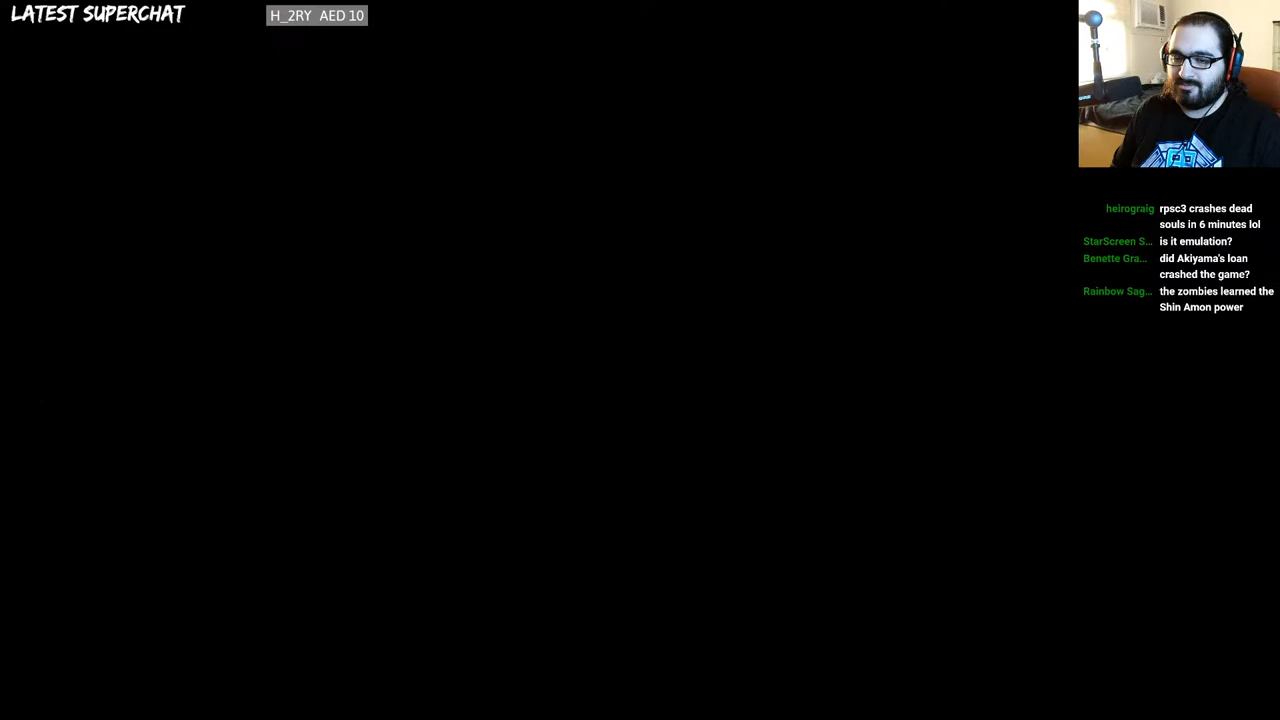 LATEST SUPERCHAT
H_2RY AED 10
heirograig rpsc3 crashes dead
souls in 6 minutes lol
StarScreen S... is it emulation?
Benette Gra... did Akiyama's loan
crashed the game?
Rainbow Sag... the zombies learned the
Shin Amon power